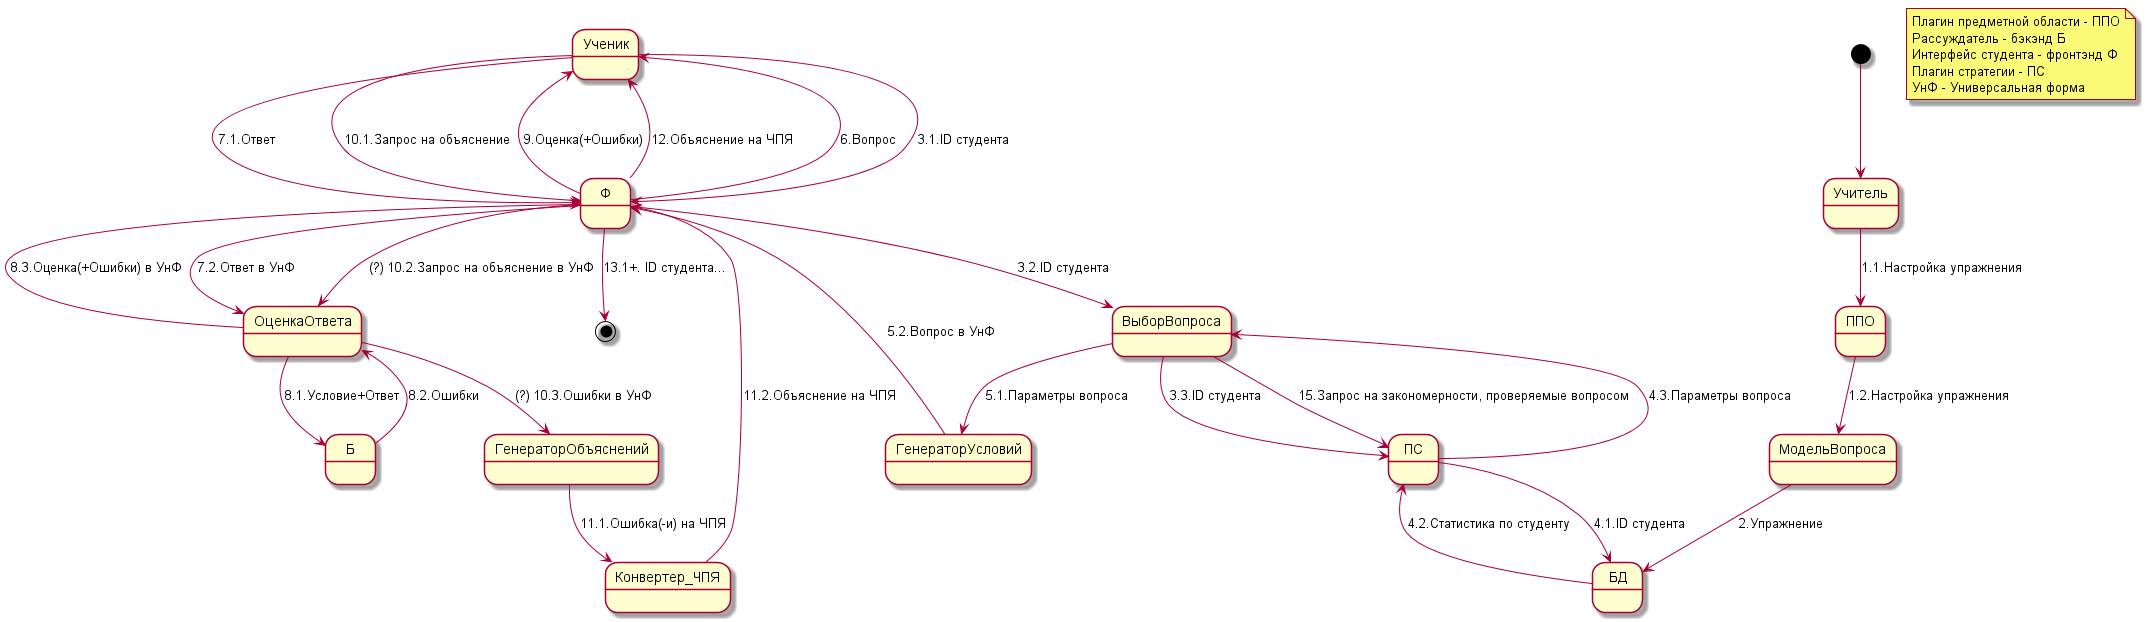 Плагин предметной области - ППО
Рассуждатель - бэкэнд Б
Интерфейс студента - фронтэнд Ф
Плагин стратегии - ПС
УнФ - Универсальная форма
Ученик
7.1.Ответ
10.1.Запрос на объяснение
9.Оценка(+Ошибки)
12.Объяснение на ЧПЯ
6.Вопрос
3.1.ID студента
Ф
Учитель
8.3.Оценка(+Ошибки) в УнФ
7.2.Ответ в УнФ
(?) 10.2.Запрос на объяснение в УнФ
13.1+. ID студента...
3.2.ID студента
1.1.Настройка упражнения
ОценкаОтвета
5.2.Вопрос в УнФ
ВыборВопроса
ППО
8.1.Условие+Ответ
8.2.Ошибки
(?) 10.3.Ошибки в УнФ
11.2.Объяснение на ЧПЯ
5.1.Параметры вопроса
3.3.ID студента
15.Запрос на закономерности, проверяемые вопросом
4.3.Параметры вопроса
1.2.Настройка упражнения
Б
ГенераторОбъяснений
ГенераторУсловий
ПС
МодельВопроса
11.1.Ошибка(-и) на ЧПЯ
4.2.Статистика по студенту
4.1.ID студента
2.Упражнение
Конвертер_ЧПЯ
БД